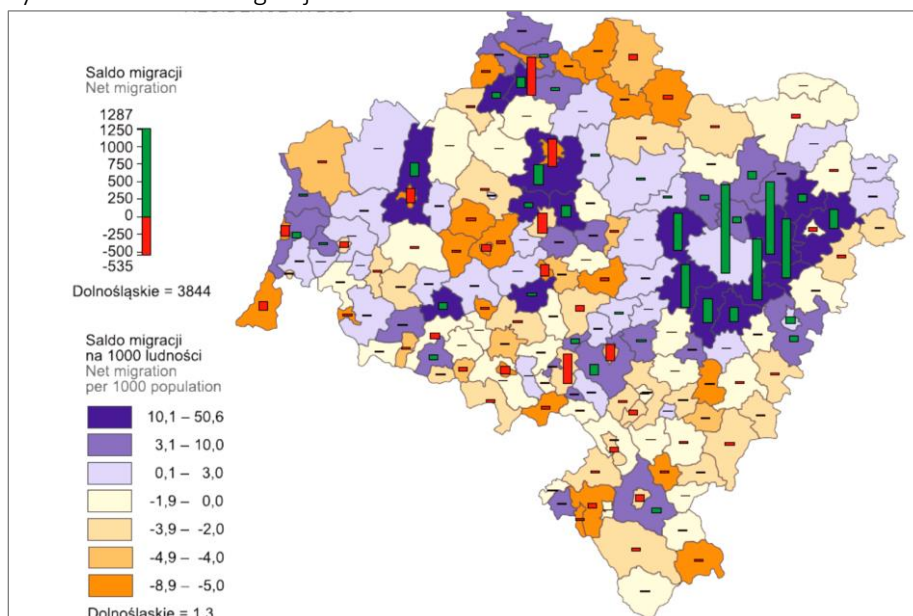 Saldo migracji
Net migration
1287
1250
1000
750
500
250
0
-250
-500
-535
Dolnośląskie = 3844
Saldo migracji
na 1000 ludności
Net migration
per 1000 population
10,1 – 50,6
3,1 – 10,0
0,1 – 3,0
-1,9 – 0,0
-3,9 – -2,0
-4,9 – -4,0
-8,9 – -5,0
Dolnośląskie = 1,3